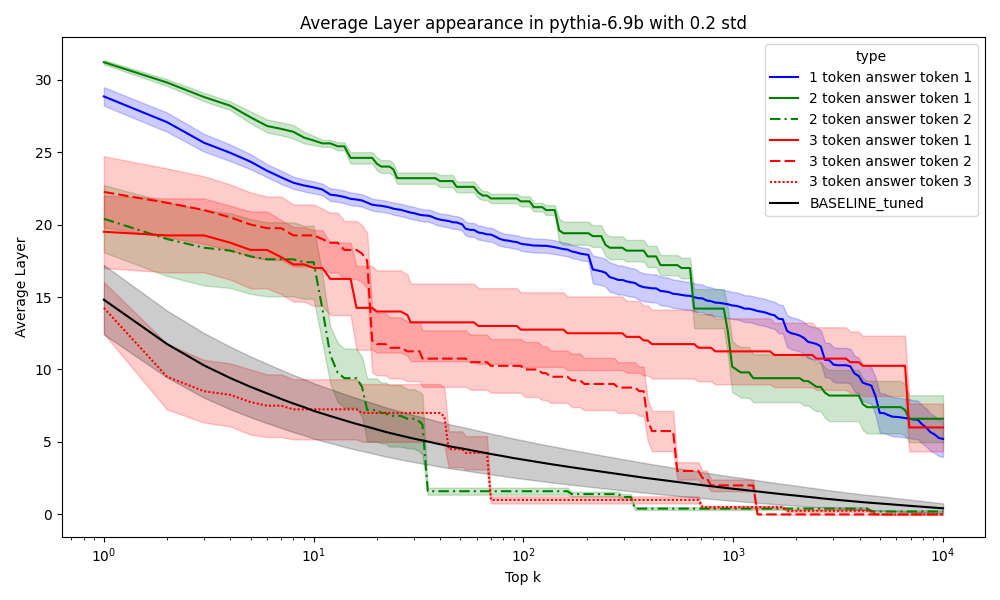 Average Layer appearance in pythia-6.9b with 0.2 std
type
1 token answer token 1
2 token answer token 1
2 token answer token 2
3 token answer token 1
3 token answer token 2
3 token answer token 3
BASELINE_tuned
Average Layer
30
25
20
15
10
5
0
10⁰ 10¹ 10² 10³ 10⁴
Top k